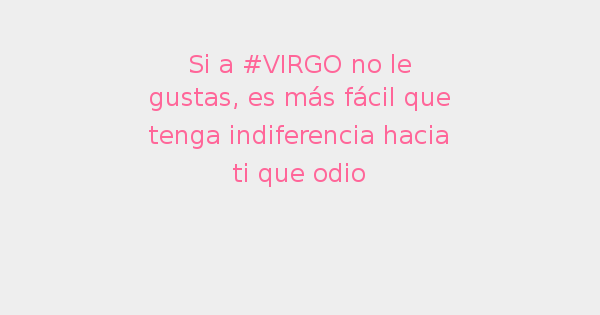 Si a #VIRGO no le
gustas, es más fácil que
tenga indiferencia hacia
ti que odio